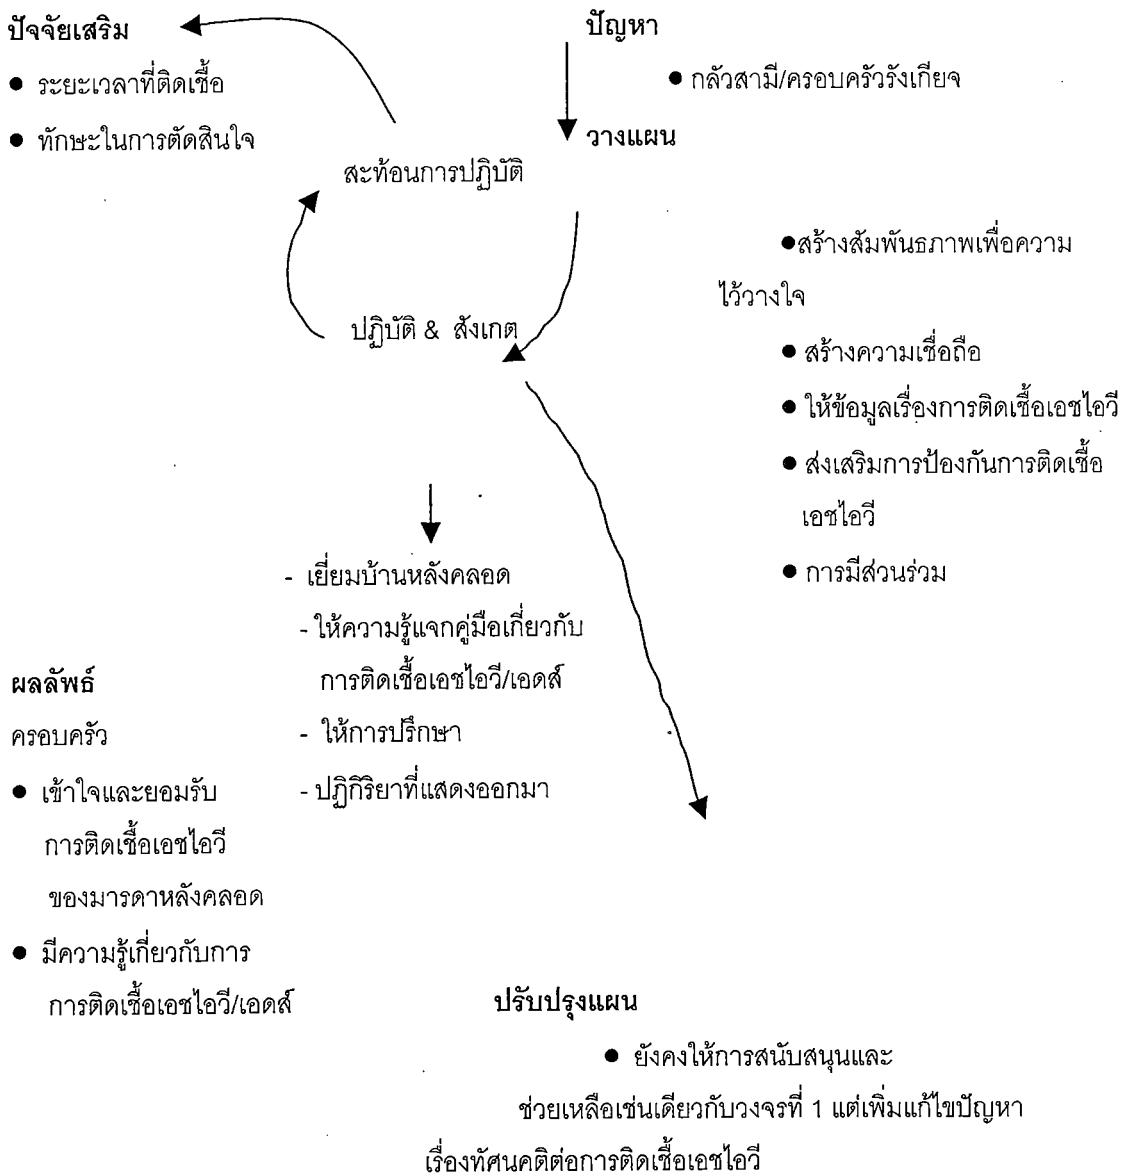 ปัจจัยเสริม
● ระยะเวลาที่ติดเชื้อ
● ทักษะในการตัดสินใจ
ปัญหา
● กลัวสามี/ครอบครัวรังเกียจ
วางแผน
สะท้อนการปฏิบัติ
●สร้างสัมพันธภาพเพื่อความ
ไว้วางใจ
● สร้างความเชื่อถือ
● ให้ข้อมูลเรื่องการติดเชื้อเอชไอวี
● ส่งเสริมการป้องกันการติดเชื้อ
เอชไอวี
● การมีส่วนร่วม
ปฏิบัติ & สังเกต
- เยี่ยมบ้านหลังคลอด
- ให้ความรู้แจกคู่มือเกี่ยวกับ
การติดเชื้อเอชไอวี/เอดส์
- ให้การปรึกษา
- ปฏิกิริยาที่แสดงออกมา
ผลลัพธ์
ครอบครัว
● เข้าใจและยอมรับ
การติดเชื้อเอชไอวี
ของมารดาหลังคลอด
● มีความรู้เกี่ยวกับการ
การติดเชื้อเอชไอวี/เอดส์
ปรับปรุงแผน
● ยังคงให้การสนับสนุนและ
ช่วยเหลือเช่นเดียวกับวงจรที่ 1 แต่เพิ่มแก้ไขปัญหา
เรื่องทัศนคติต่อการติดเชื้อเอชไอวี